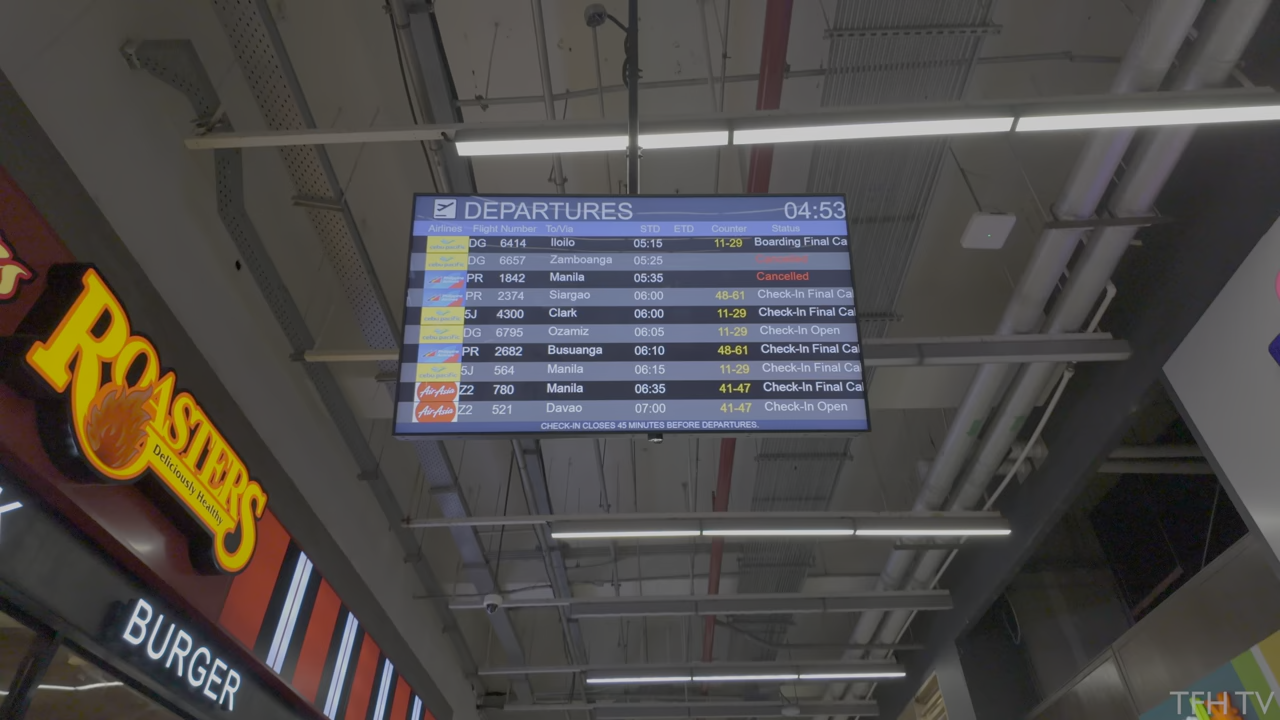 DEPARTURES 04:53
Airlines Flight Number To/Via STD ETD Counter Status
DG 6414 Iloilo 05:15 11-29 Boarding Final Ca
DG 6657 Zamboanga 05:25 Cancelled
PR 1842 Manila 05:35 Cancelled
PR 2374 Siargao 06:00 48-61 Check-In Final Cal
5J 4300 Clark 06:00 11-29 Check-In Final Cal
DG 6795 Ozamiz 06:05 11-29 Check-In Open
PR 2682 Busuanga 06:10 48-61 Check-In Final Cal
5J 564 Manila 06:15 11-29 Check-In Final Cal
AirAsia Z2 780 Manila 06:35 41-47 Check-In Final Cal
AirAsia Z2 521 Davao 07:00 41-47 Check-In Open
CHECK-IN CLOSES 45 MINUTES BEFORE DEPARTURES.
ROASTERS
Deliciously Healthy
BURGER
TFH TV